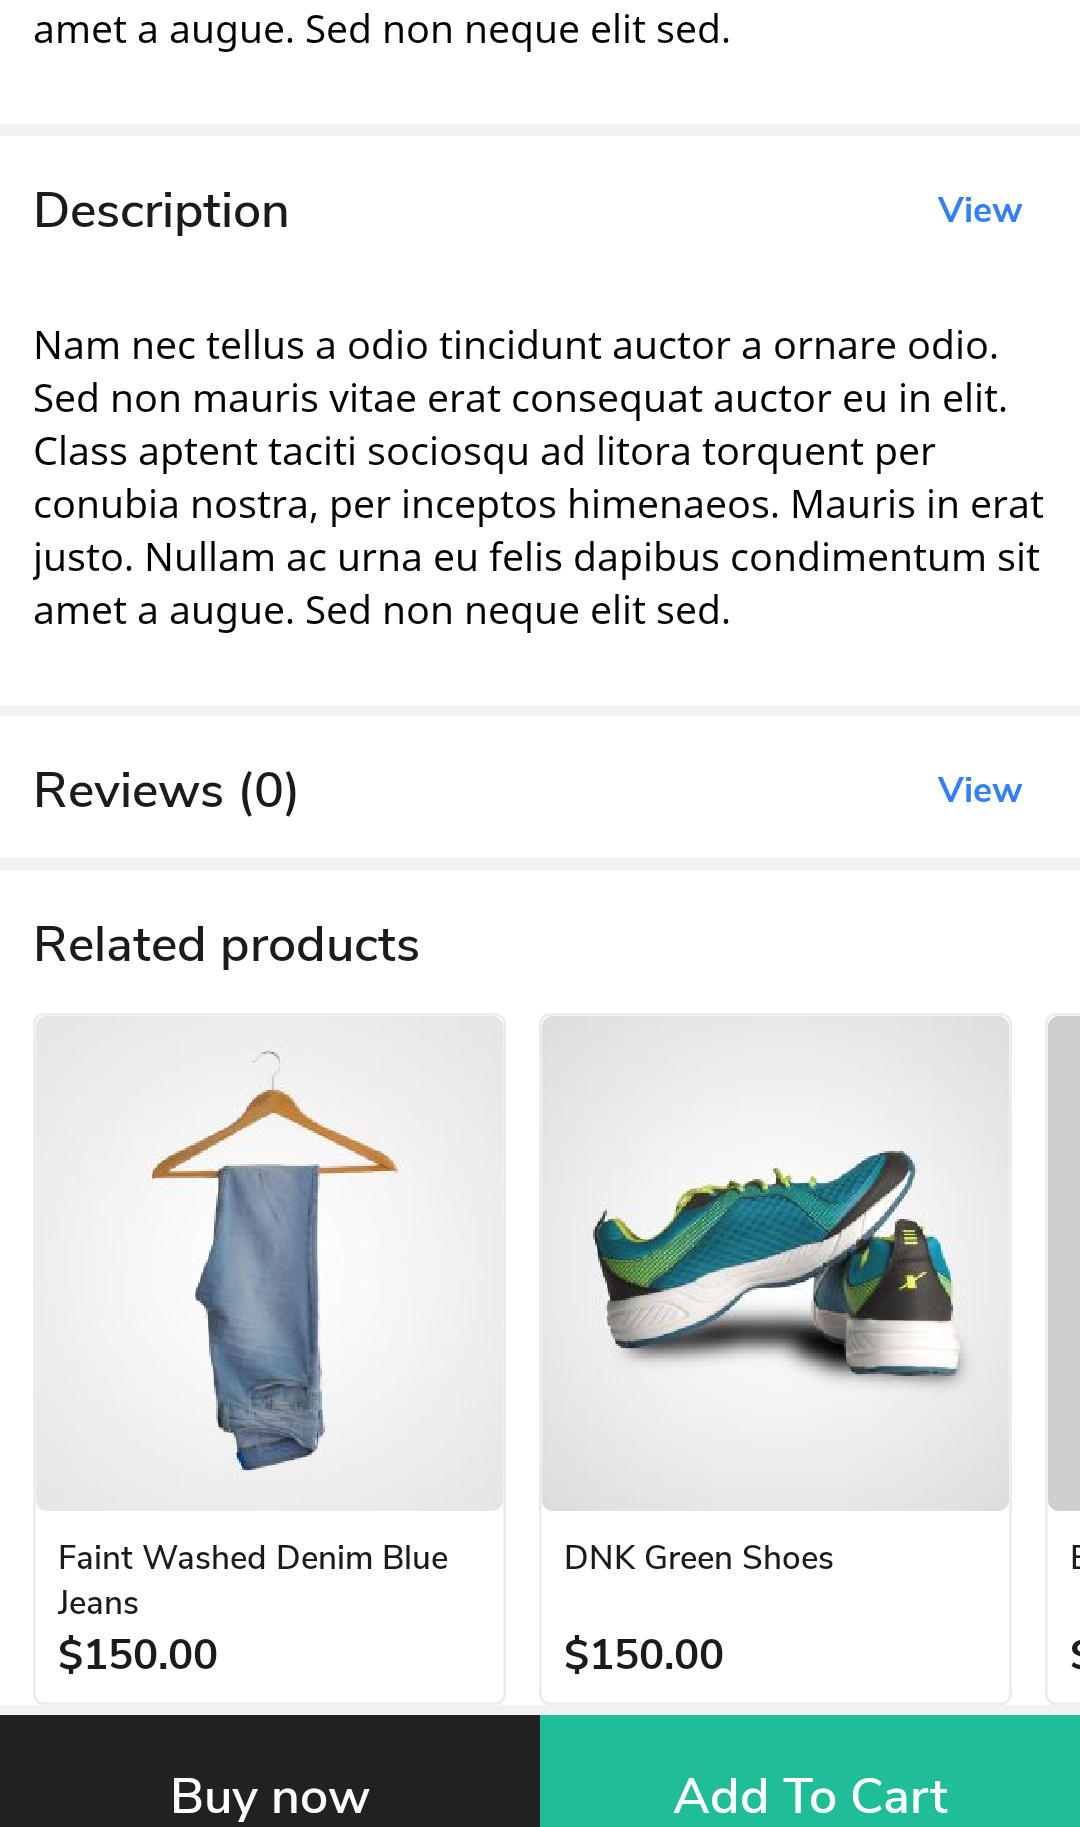 amet a augue. Sed non neque elit sed.
Description
View
Nam nec tellus a odio tincidunt auctor a ornare odio.
Sed non mauris vitae erat consequat auctor eu in elit.
Class aptent taciti sociosqu ad litora torquent per
conubia nostra, per inceptos himenaeos. Mauris in erat
justo. Nullam ac urna eu felis dapibus condimentum sit
amet a augue. Sed non neque elit sed.
Reviews (0)
View
Related products
Faint Washed Denim Blue
Jeans
$150.00
DNK Green Shoes
$150.00
Buy now
Add To Cart